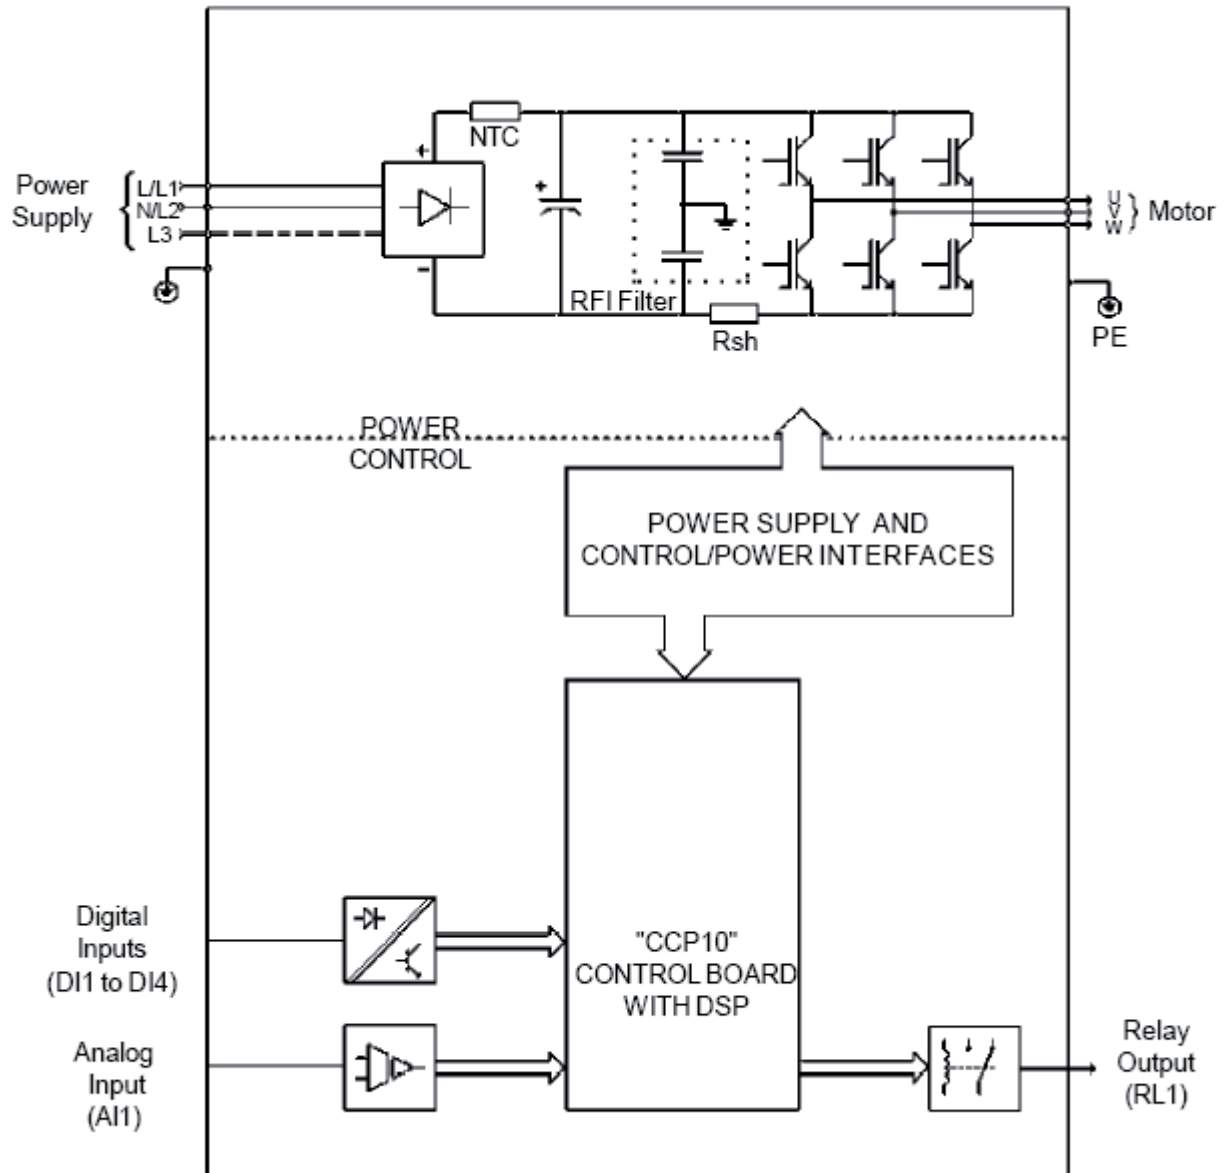 NTC
+
Power
Supply
L/L1
N/L2
L3
+
-
U
V
W
Motor
RFI Filter
Rsh
PE
POWER
CONTROL
POWER SUPPLY AND
CONTROL/POWER INTERFACES
Digital
Inputs
(DI1 to DI4)
"CCP10"
CONTROL BOARD
WITH DSP
Analog
Input
(AI1)
Relay
Output
(RL1)